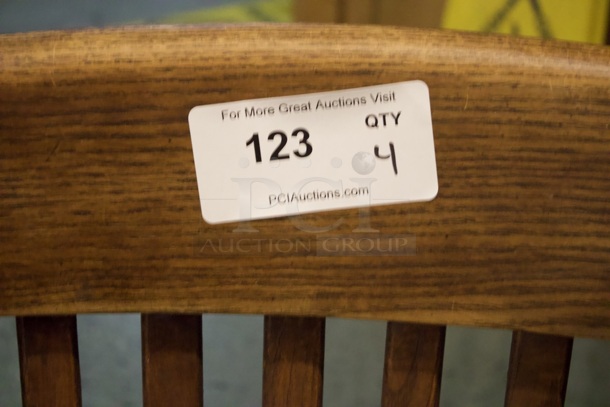 For More Great Auctions Visit
123 QTY
4
PCIAuctions.com
PCI
AUCTION GROUP